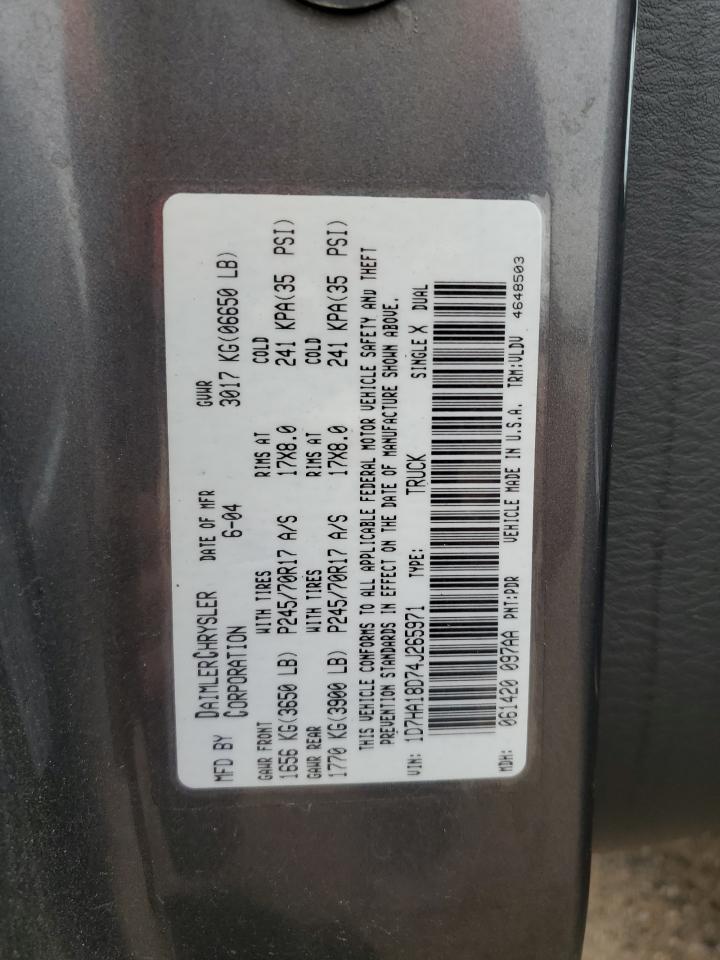 MFD BY DAIMLERCHRYSLER CORPORATION DATE OF MFR 6-04 GVWR 3017 KG(06650 LB)
GAWR FRONT WITH TIRES RIMS AT COLD
1656 KG(3650 LB) P245/70R17 A/S 17X8.0 241 KPA(35 PSI)
GAWR REAR WITH TIRES RIMS AT COLD
1770 KG(3900 LB) P245/70R17 A/S 17X8.0 241 KPA(35 PSI)
THIS VEHICLE CONFORMS TO ALL APPLICABLE FEDERAL MOTOR VEHICLE SAFETY AND THEFT
PREVENTION STANDARDS IN EFFECT ON THE DATE OF MANUFACTURE SHOWN ABOVE.
VIN: 1D7HA18D74J265971 TYPE: TRUCK SINGLE X DUAL
MDH: 061420 097AA PNT:PDR VEHICLE MADE IN U.S.A. TRM:VLDV 4648503